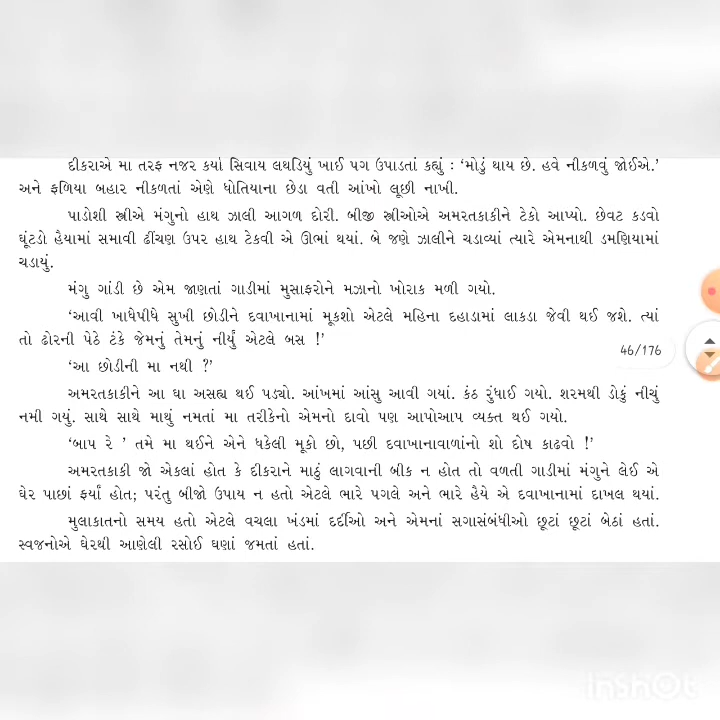 દીકરાએ મા તરફ નજર કર્યા સિવાય લથડિયું ખાઈ પગ ઉપાડતાં કહ્યું : ‘મોડું થાય છે. હવે નીકળવું જોઈએ.’
અને ફળિયા બહાર નીકળતાં એણે ધોતિયાના છેડા વતી આંખો લૂછી નાખી.
પાડોશી સ્ત્રીએ મંગુનો હાથ ઝાલી આગળ દોરી. બીજી સ્ત્રીઓએ અમરતકાકીને ટેકો આપ્યો. છેવટ કડવો
ઘૂંટડો હૈયામાં સમાવી ઢીંચણ ઉપર હાથ ટેકવી એ ઊભાં થયાં. બે જણે ઝાલીને ચડાવ્યાં ત્યારે એમનાથી ડમણિયામાં
ચડાયું.
મંગુ ગાંડી છે એમ જાણતાં ગાડીમાં મુસાફરોને મઝાનો ખોરાક મળી ગયો.
‘આવી ખાધેપીધે સુખી છોડીને દવાખાનામાં મૂકશો એટલે મહિના દહાડામાં લાકડા જેવી થઈ જશે. ત્યાં
તો ઢોરની પેઠે ટંકે જેમનું તેમનું નીર્યું એટલે બસ !’
46/176
‘આ છોડીની મા નથી ?’
અમરતકાકીને આ ઘા અસહ્ય થઈ પડ્યો. આંખમાં આંસુ આવી ગયાં. કંઠ રુંધાઈ ગયો. શરમથી ડોકું નીચું
નમી ગયું. સાથે સાથે માથું નમતાં મા તરીકેનો એમનો દાવો પણ આપોઆપ વ્યક્ત થઈ ગયો.
‘બાપ રે ’ તમે મા થઈને એને ધકેલી મૂકો છો, પછી દવાખાનાવાળાંનો શો દોષ કાઢવો !’
અમરતકાકી જો એકલાં હોત કે દીકરાને માઠું લાગવાની બીક ન હોત તો વળતી ગાડીમાં મંગુને લેઈ એ
ઘેર પાછાં ફર્યાં હોત; પરંતુ બીજો ઉપાય ન હતો એટલે ભારે પગલે અને ભારે હૈયે એ દવાખાનામાં દાખલ થયાં.
મુલાકાતનો સમય હતો એટલે વચલા ખંડમાં દર્દીઓ અને એમનાં સગાસંબંધીઓ છૂટાં છૂટાં બેઠાં હતાં.
સ્વજનોએ ઘેરથી આણેલી રસોઈ ઘણાં જમતાં હતાં.
InShOt